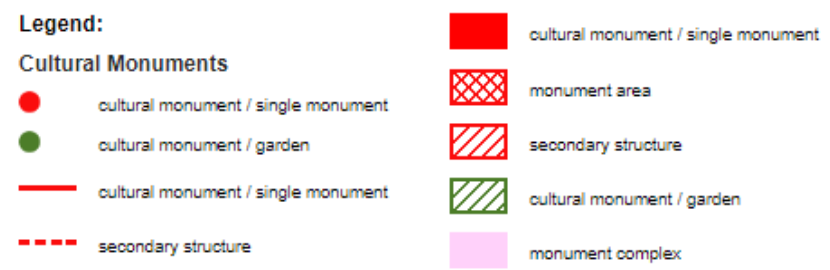 Legend:
Cultural Monuments
cultural monument / single monument
cultural monument / garden
cultural monument / single monument
secondary structure
cultural monument / single monument
monument area
secondary structure
cultural monument / garden
monument complex